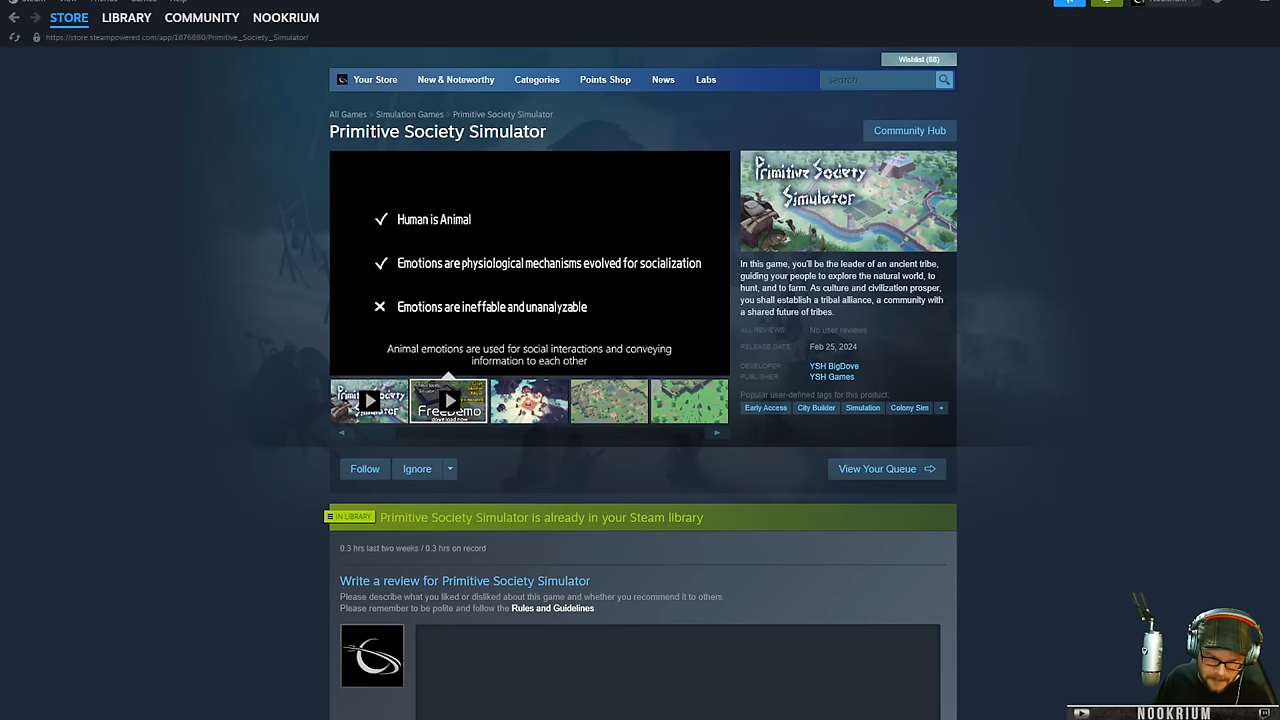 STORE LIBRARY COMMUNITY NOOKRIUM
https://store.steampowered.com/app/1876880/Primitive_Society_Simulator/
Wishlist (88)
Your Store New & Noteworthy Categories Points Shop News Labs search
All Games > Simulation Games > Primitive Society Simulator
Primitive Society Simulator
Community Hub
Human is Animal
Emotions are physiological mechanisms evolved for socialization
Emotions are ineffable and unanalyzable
Animal emotions are used for social interactions and conveying
information to each other
Primitive Society
Simulator
In this game, you'll be the leader of an ancient tribe,
guiding your people to explore the natural world, to
hunt, and to farm. As culture and civilization prosper,
you shall establish a tribal alliance, a community with
a shared future of tribes.
ALL REVIEWS: No user reviews
RELEASE DATE: Feb 25, 2024
DEVELOPER: YSH BigDove
PUBLISHER: YSH Games
Popular user-defined tags for this product:
Early Access City Builder Simulation Colony Sim +
Free Demo
download now
Follow Ignore View Your Queue
IN LIBRARY Primitive Society Simulator is already in your Steam library
0.3 hrs last two weeks / 0.3 hrs on record
Write a review for Primitive Society Simulator
Please describe what you liked or disliked about this game and whether you recommend it to others.
Please remember to be polite and follow the Rules and Guidelines.
NOOKRIUM